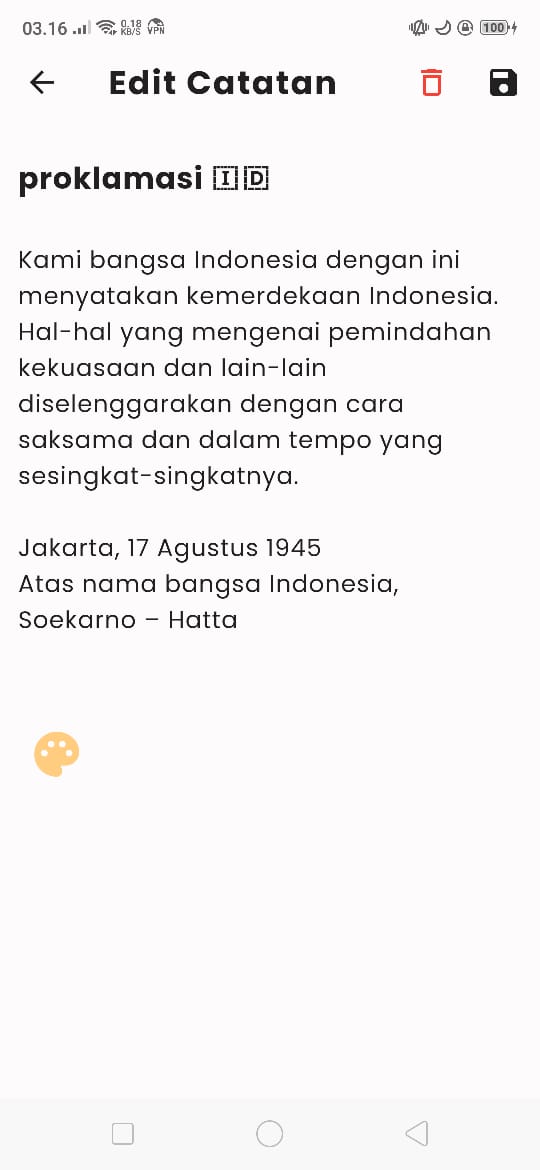 03.16 0.18 KB/S VPN 100
Edit Catatan
proklamasi 🇮 🇩
Kami bangsa Indonesia dengan ini
menyatakan kemerdekaan Indonesia.
Hal-hal yang mengenai pemindahan
kekuasaan dan lain-lain
diselenggarakan dengan cara
saksama dan dalam tempo yang
sesingkat-singkatnya.
Jakarta, 17 Agustus 1945
Atas nama bangsa Indonesia,
Soekarno – Hatta